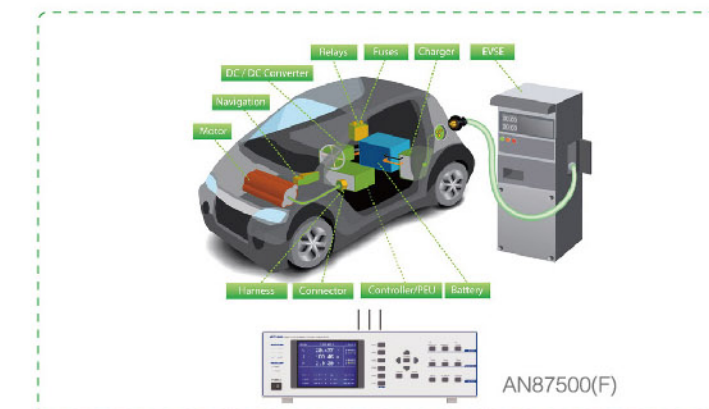 Relays Fuses Charger EVSE
DC / DC Converter
Navigation
Motor
Harness Connector Controller/PEU Battery
AN87500(F)